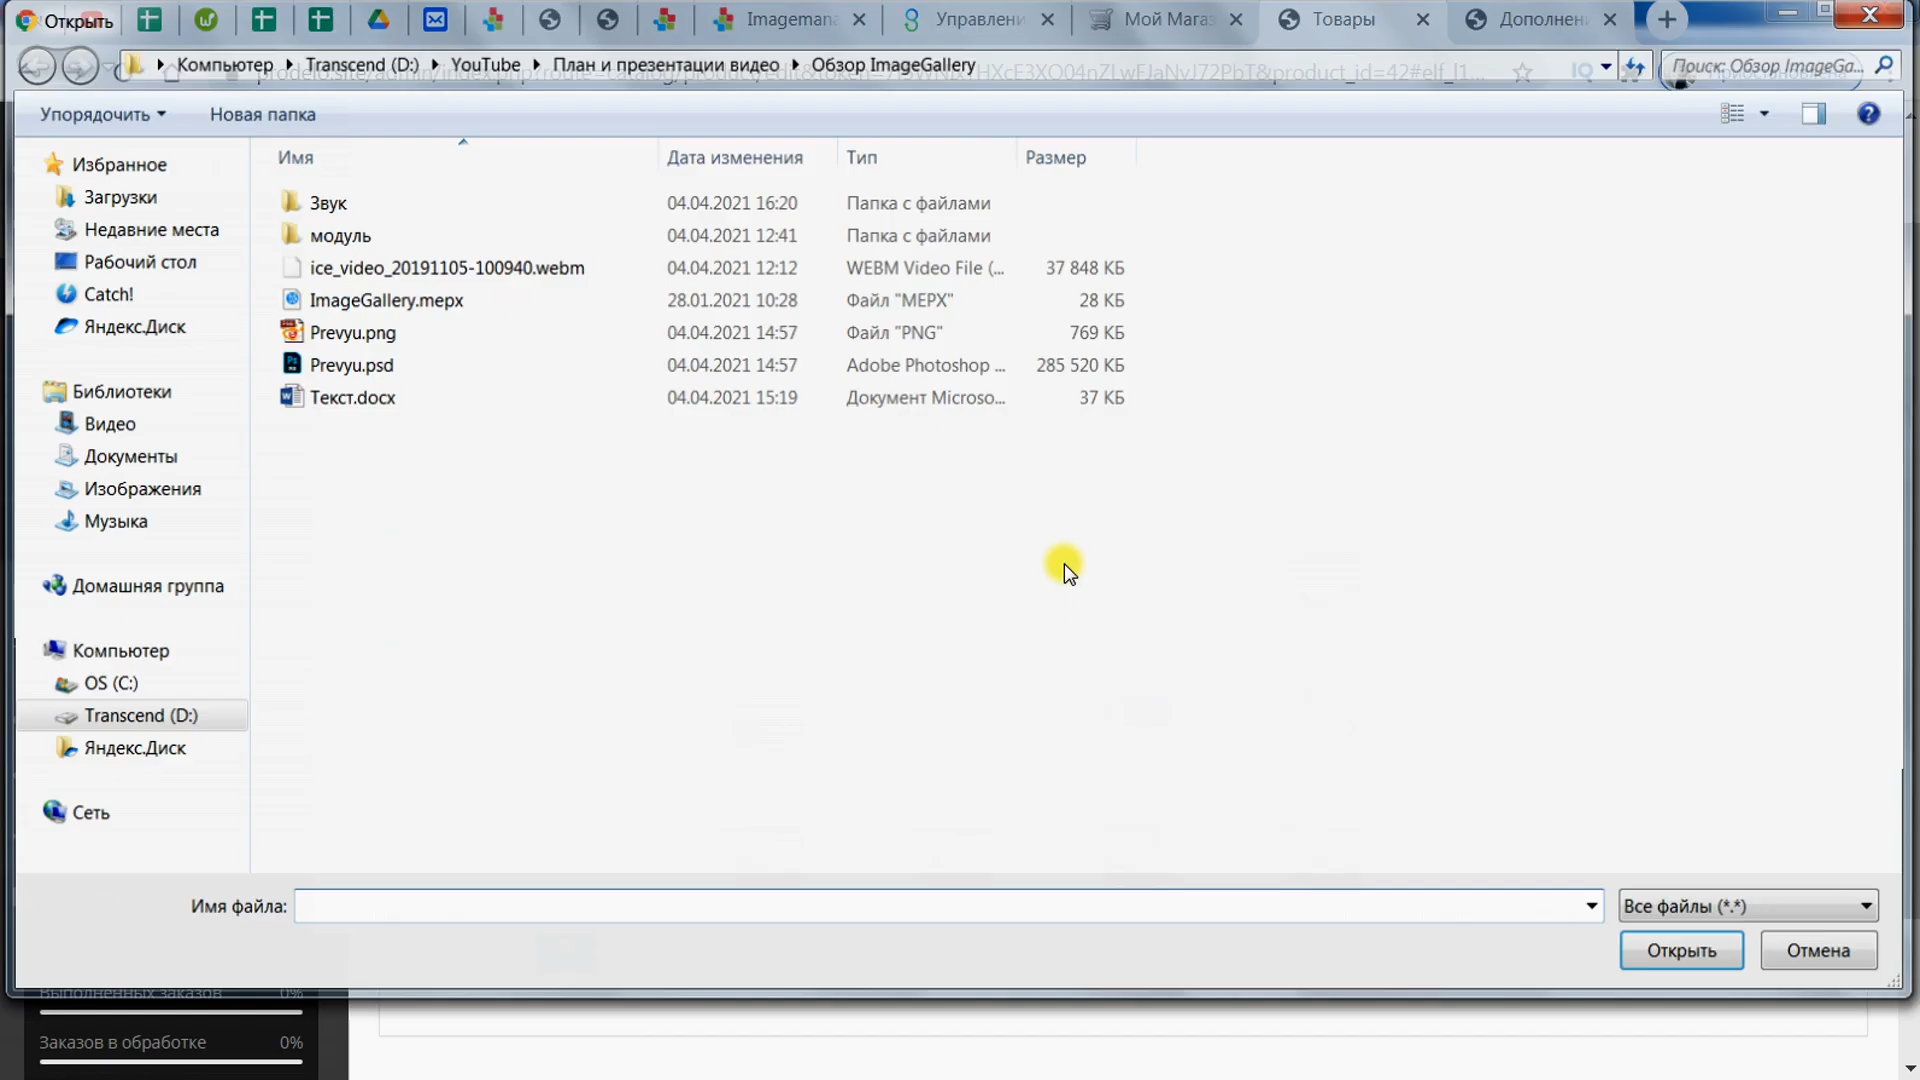 Открыть
Imagemana
Управлени
Мой Магаз
Товары
Дополнени
Компьютер
Transcend (D:)
YouTube
План и презентации видео
Обзор ImageGallery
Поиск: Обзор ImageGa...
Упорядочить
Новая папка
Имя
Дата изменения
Тип
Размер
Избранное
Загрузки
Недавние места
Рабочий стол
Catch!
Яндекс.Диск
Библиотеки
Видео
Документы
Изображения
Музыка
Домашняя группа
Компьютер
OS (C:)
Transcend (D:)
Яндекс.Диск
Сеть
Звук 04.04.2021 16:20 Папка с файлами
модуль 04.04.2021 12:41 Папка с файлами
ice_video_20191105-100940.webm 04.04.2021 12:12 WEBM Video File (... 37 848 КБ
ImageGallery.mepx 28.01.2021 10:28 Файл "MEPX" 28 КБ
Prevyu.png 04.04.2021 14:57 Файл "PNG" 769 КБ
Prevyu.psd 04.04.2021 14:57 Adobe Photoshop ... 285 520 КБ
Текст.docx 04.04.2021 15:19 Документ Microso... 37 КБ
Имя файла:
Все файлы (*.*)
Открыть
Отмена
Выполненных заказов 0%
Заказов в обработке 0%